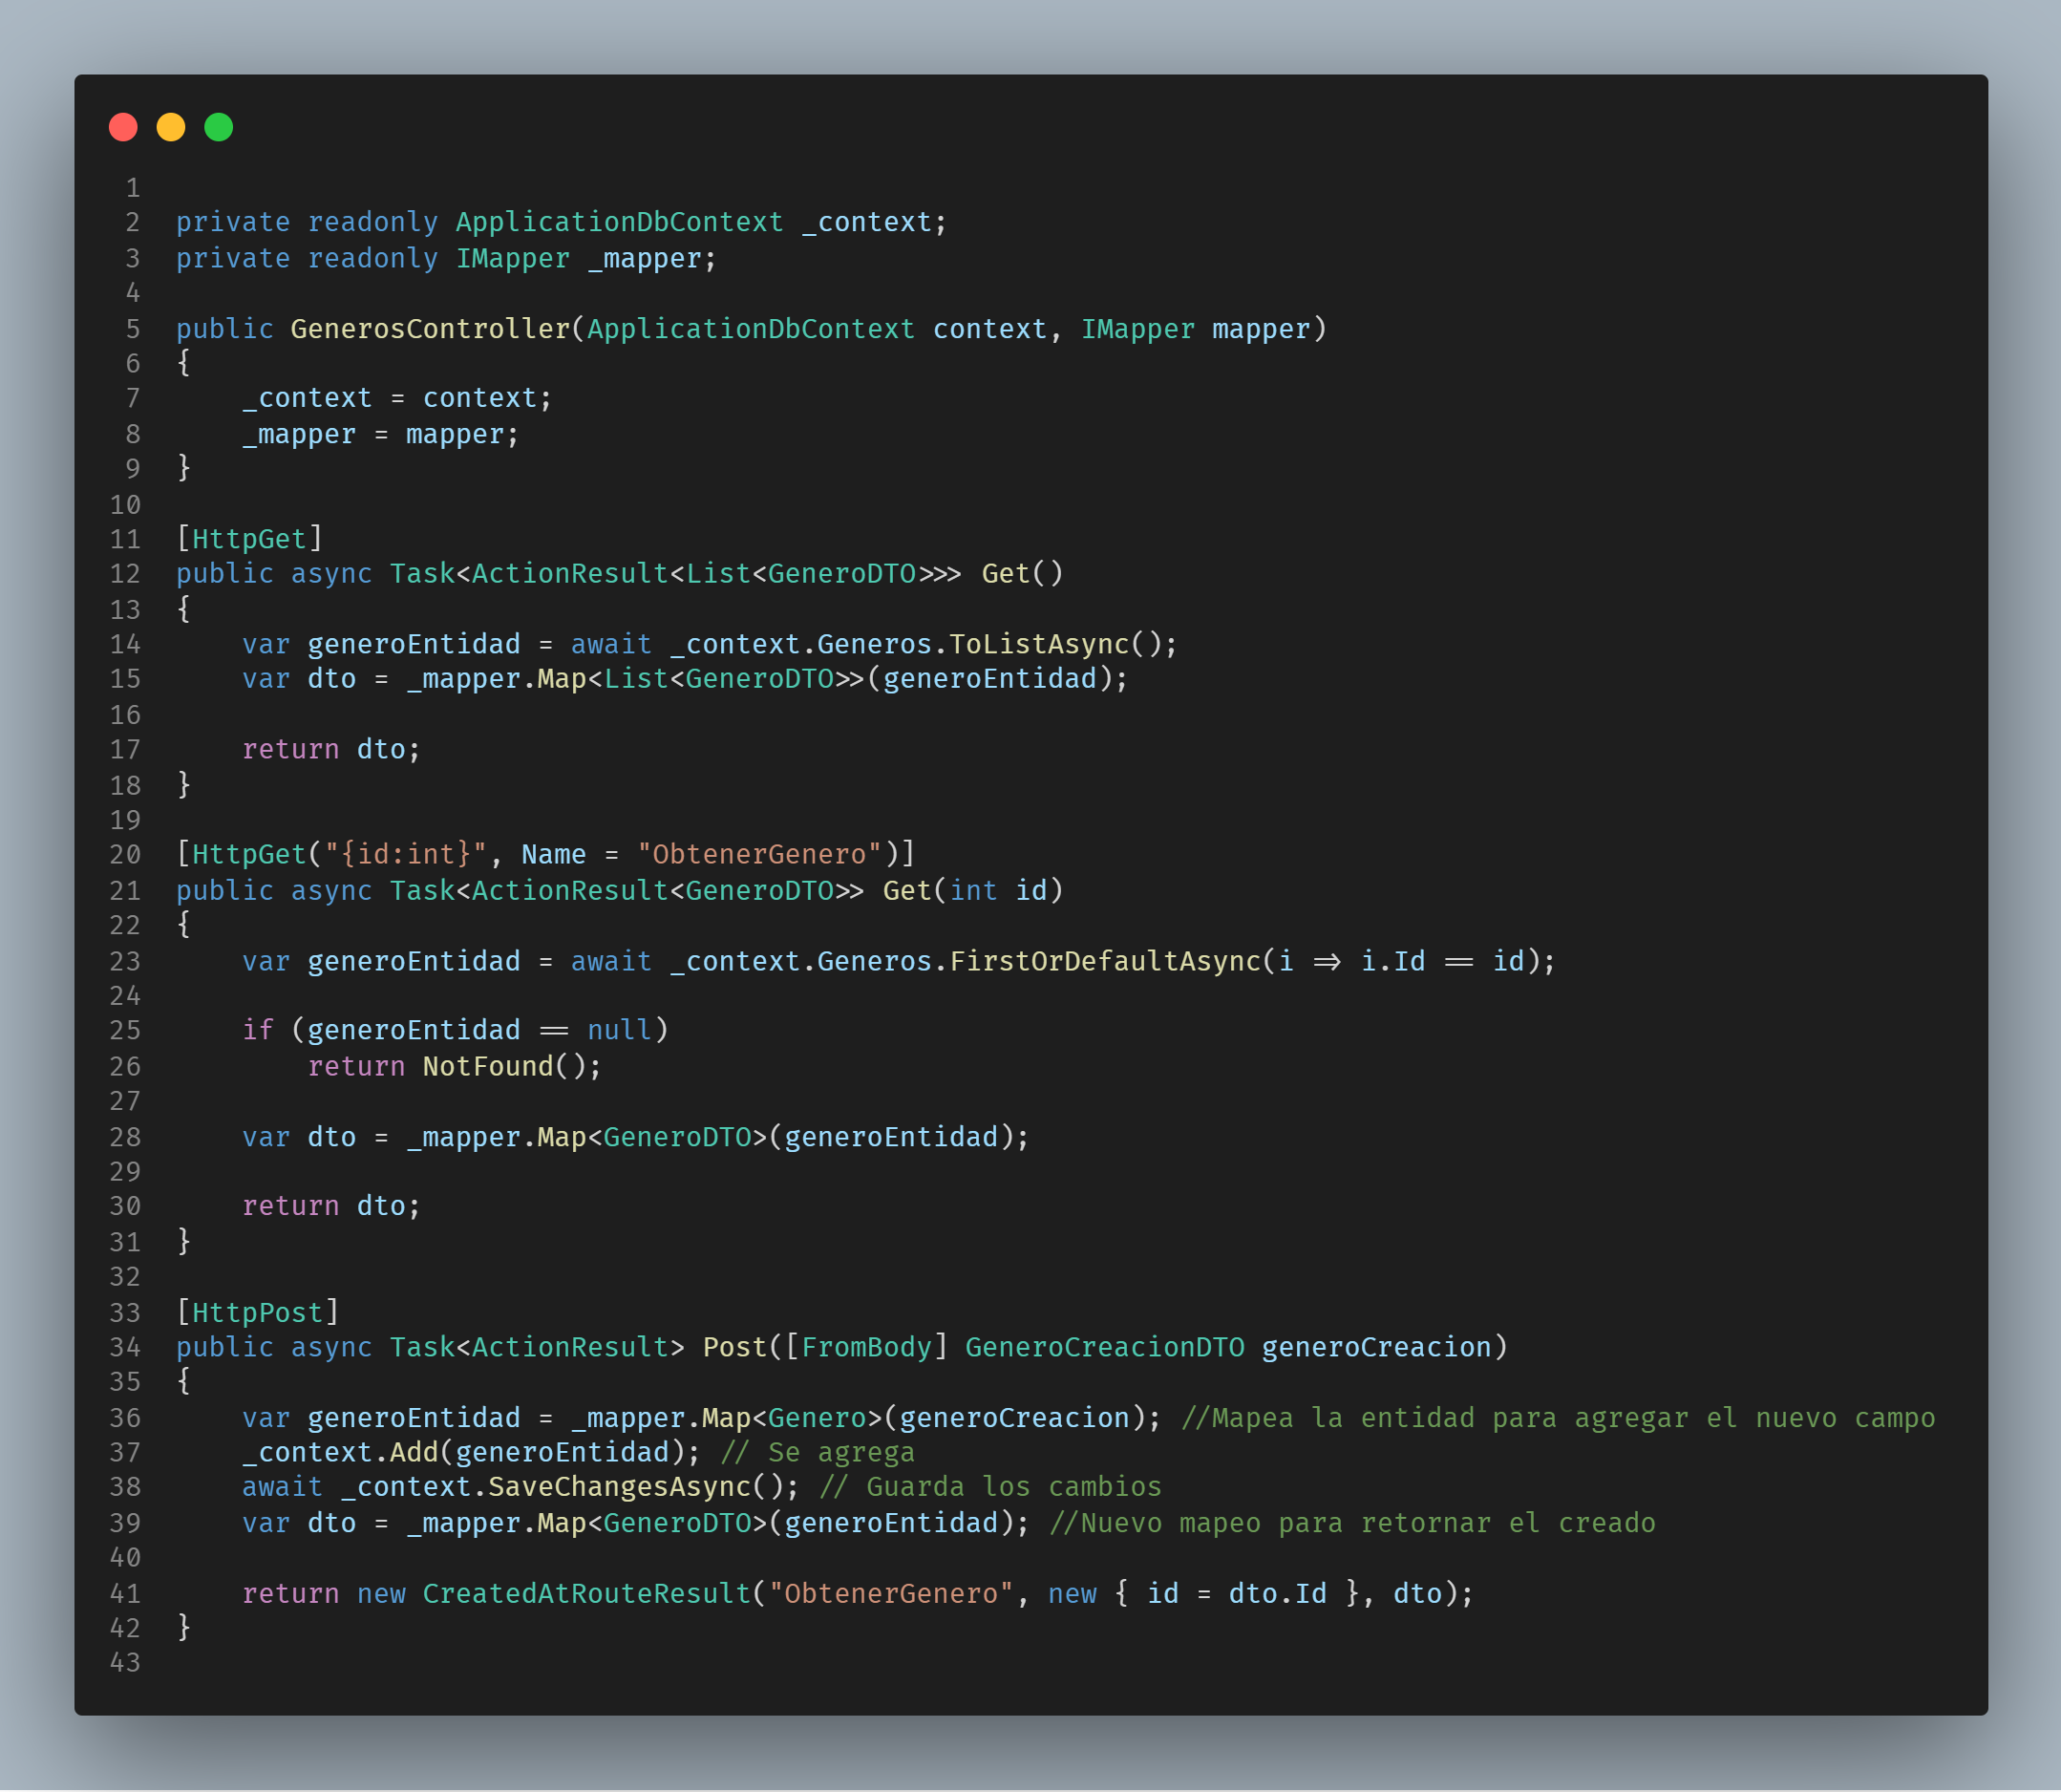 1
2 private readonly ApplicationDbContext _context;
3 private readonly IMapper _mapper;
4
5 public GenerosController(ApplicationDbContext context, IMapper mapper)
6 {
7     _context = context;
8     _mapper = mapper;
9 }
10
11 [HttpGet]
12 public async Task<ActionResult<List<GeneroDTO>>> Get()
13 {
14     var generoEntidad = await _context.Generos.ToListAsync();
15     var dto = _mapper.Map<List<GeneroDTO>>(generoEntidad);
16
17     return dto;
18 }
19
20 [HttpGet("{id:int}", Name = "ObtenerGenero")]
21 public async Task<ActionResult<GeneroDTO>> Get(int id)
22 {
23     var generoEntidad = await _context.Generos.FirstOrDefaultAsync(i => i.Id == id);
24
25     if (generoEntidad == null)
26         return NotFound();
27
28     var dto = _mapper.Map<GeneroDTO>(generoEntidad);
29
30     return dto;
31 }
32
33 [HttpPost]
34 public async Task<ActionResult> Post([FromBody] GeneroCreacionDTO generoCreacion)
35 {
36     var generoEntidad = _mapper.Map<Genero>(generoCreacion); //Mapea la entidad para agregar el nuevo campo
37     _context.Add(generoEntidad); // Se agrega
38     await _context.SaveChangesAsync(); // Guarda los cambios
39     var dto = _mapper.Map<GeneroDTO>(generoEntidad); //Nuevo mapeo para retornar el creado
40
41     return new CreatedAtRouteResult("ObtenerGenero", new { id = dto.Id }, dto);
42 }
43